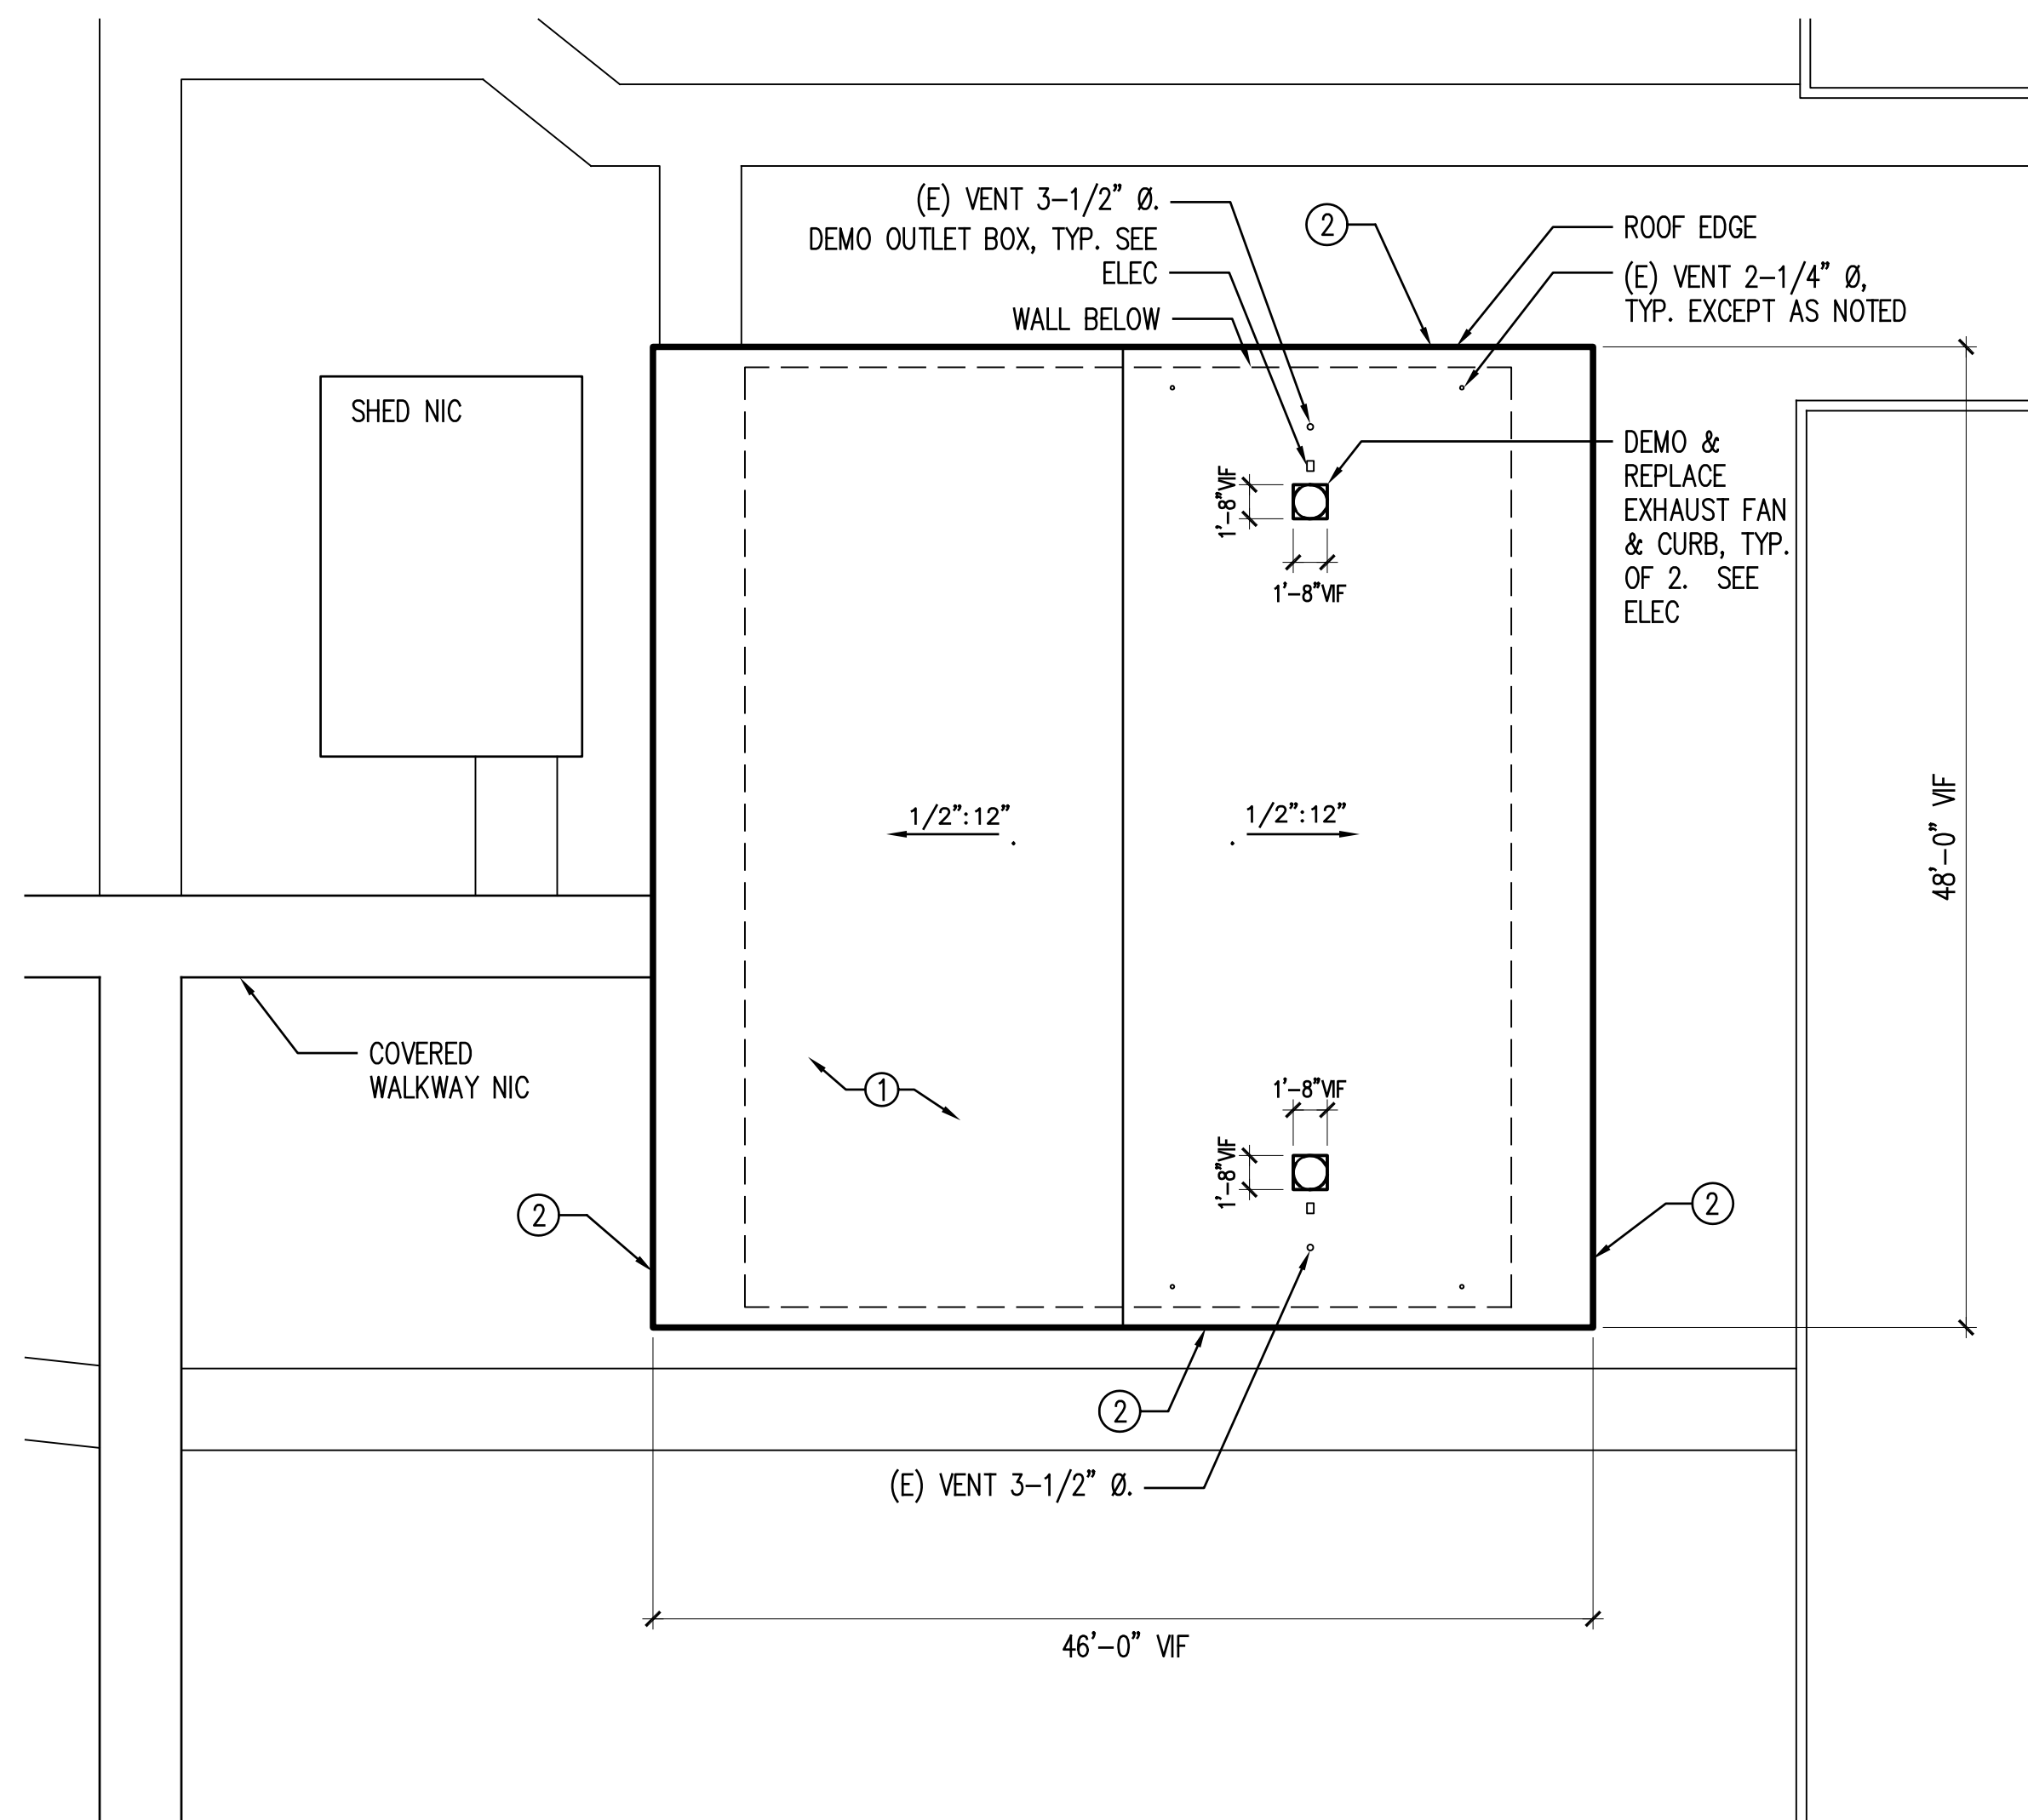 (E) VENT 3-1/2" Ø.
DEMO OUTLET BOX, TYP. SEE
ELEC
WALL BELOW
2
ROOF EDGE
(E) VENT 2-1/4" Ø,
TYP. EXCEPT AS NOTED
SHED NIC
DEMO &
REPLACE
EXHAUST FAN
& CURB, TYP.
OF 2. SEE
ELEC
1'-8"VIF
1'-8"VIF
1/2":12"
1/2":12"
48'-0" VIF
COVERED
WALKWAY NIC
1
1'-8"VIF
1'-8"VIF
2
2
2
(E) VENT 3-1/2" Ø.
46'-0" VIF